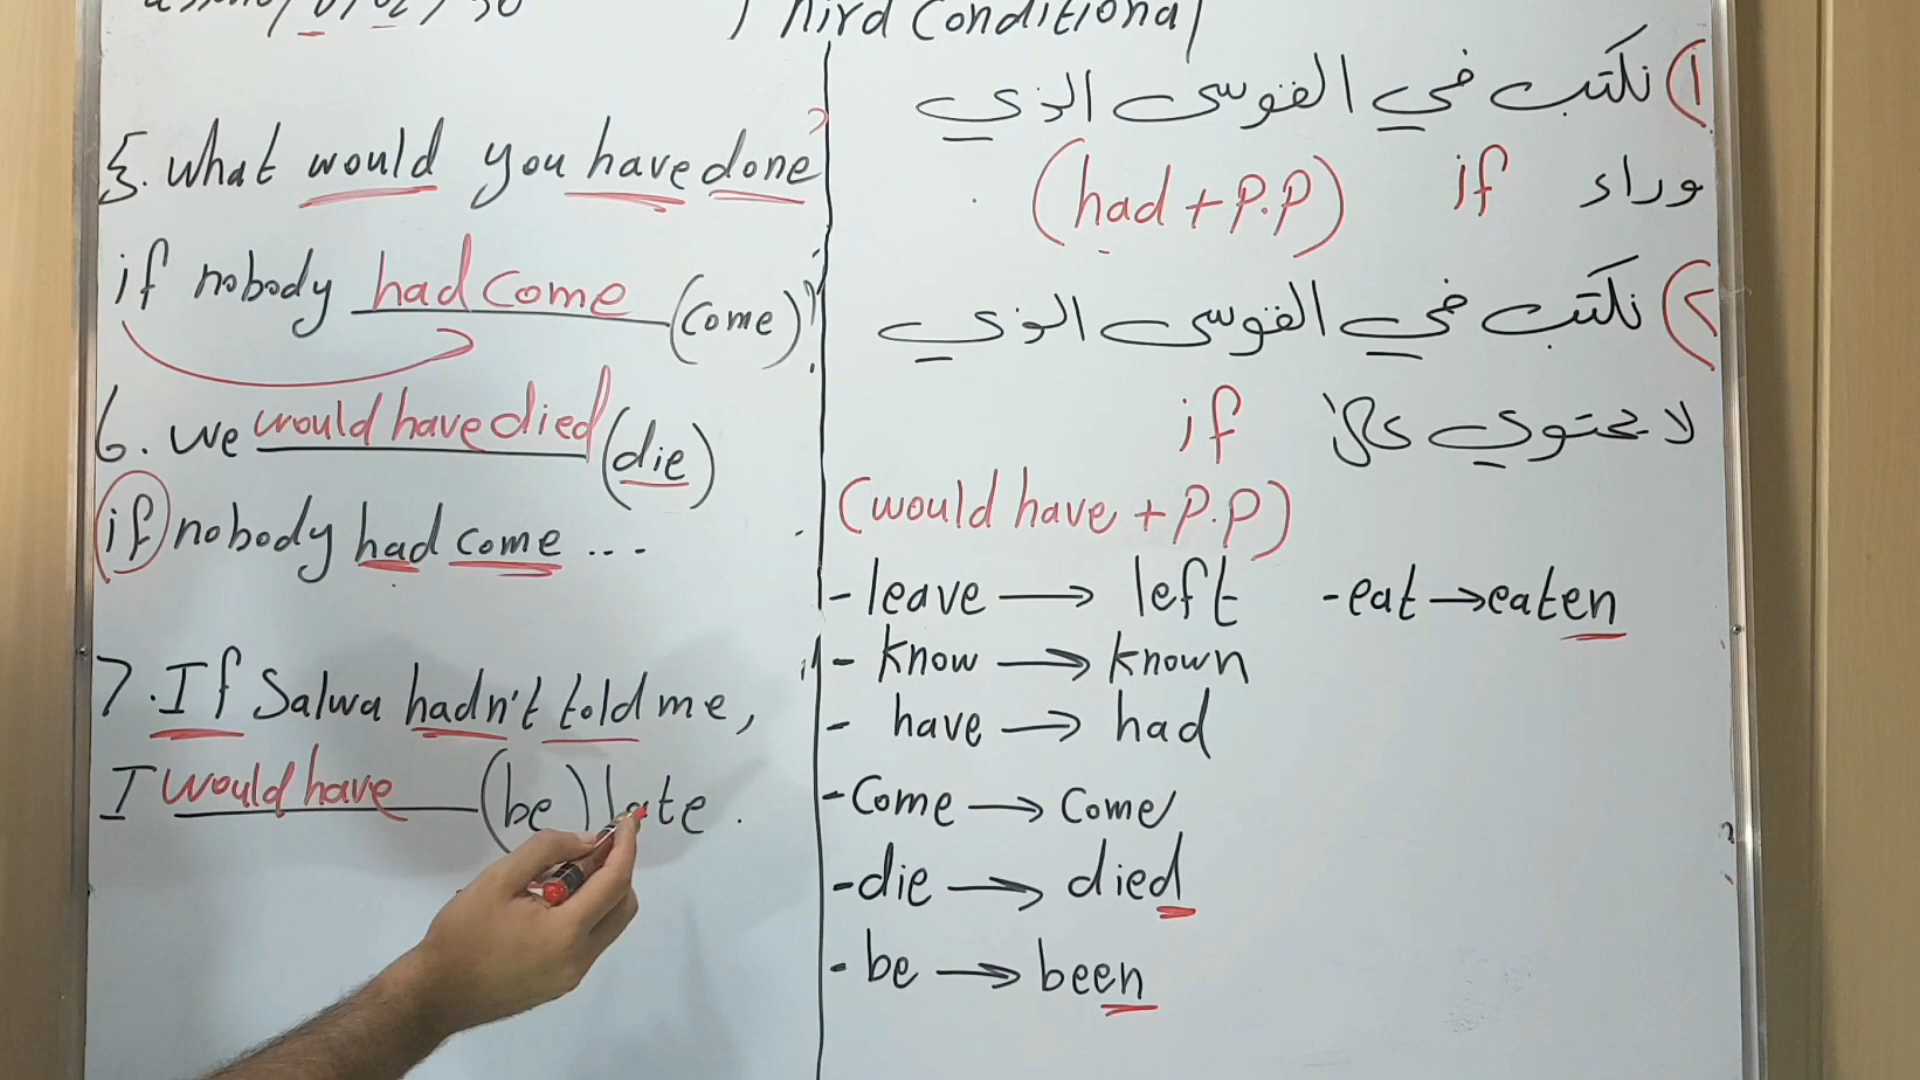 Third Conditional
5. what would you have done
if nobody had come (come)?
6. we would have died (die)
if nobody had come ...
7. If Salwa hadn't told me,
I would have (be) late.
١) نكتب في القوس الذي
وراء if (had + P.P)
٢) نكتب في القوس الذي
لا يحتوي على if
(would have + P.P)
- leave → left - eat → eaten
- know → known
- have → had
- Come → Come
- die → died
- be → been